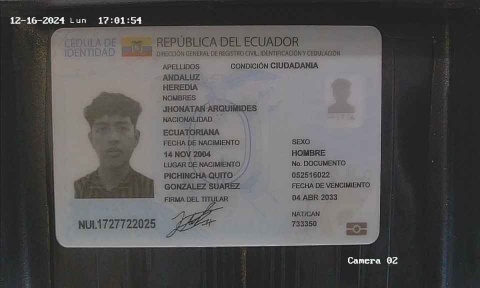 12-16-2024 Lun 17:01:54
CÉDULA DE IDENTIDAD
REPÚBLICA DEL ECUADOR
DIRECCIÓN GENERAL DE REGISTRO CIVIL, IDENTIFICACIÓN Y CEDULACIÓN
APELLIDOS CONDICIÓN CIUDADANIA
ANDALUZ
HEREDIA
NOMBRES
JHONATAN ARQUIMIDES
NACIONALIDAD
ECUATORIANA
FECHA DE NACIMIENTO SEXO
14 NOV 2004 HOMBRE
LUGAR DE NACIMIENTO No. DOCUMENTO
PICHINCHA QUITO 052516022
GONZALEZ SUAREZ FECHA DE VENCIMIENTO
FIRMA DEL TITULAR 04 ABR 2033
NAT/CAN
NUI.1727722025 733350
Camera 02